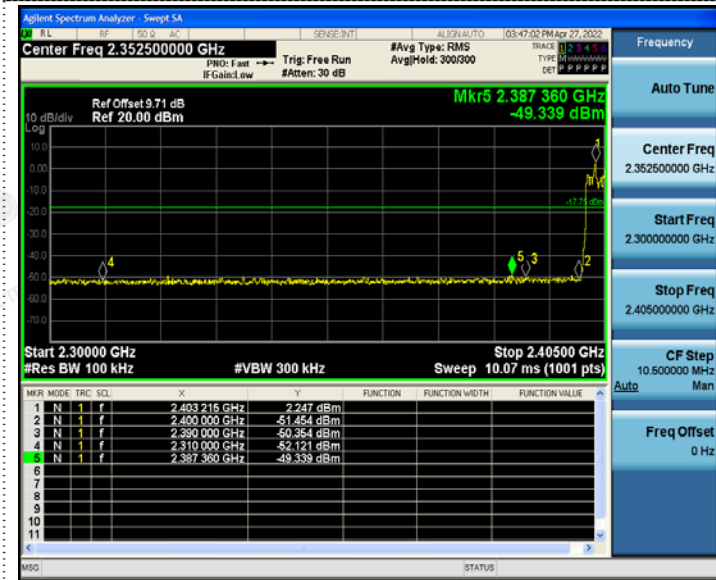 Agilent Spectrum Analyzer - Swept SA
RL RF 50 Ω AC SENSE:INT ALIGN AUTO 03:47:02 PM Apr 27, 2022
Center Freq 2.352500000 GHz #Avg Type: RMS TRACE 1 2 3 4 5 6
PNO: Fast Trig: Free Run Avg|Hold: 300/300 TYPE M
IFGain:Low #Atten: 30 dB DET P P P P P P
Frequency
Auto Tune
Center Freq
2.352500000 GHz
Start Freq
2.300000000 GHz
Stop Freq
2.405000000 GHz
CF Step
10.500000 MHz
Auto Man
Freq Offset
0 Hz
Mkr5 2.387 360 GHz
-49.339 dBm
Ref Offset 9.71 dB
10 dB/div Ref 20.00 dBm
Log
10.0
0.00
-10.0
-20.0
-30.0
-40.0
-50.0
-60.0
-70.0
-17.75 dBm
1
4
5
3
2
Start 2.30000 GHz Stop 2.40500 GHz
#Res BW 100 kHz #VBW 300 kHz Sweep 10.07 ms (1001 pts)
MKR MODE TRC SCL X Y FUNCTION FUNCTION WIDTH FUNCTION VALUE
1 N 1 f 2.403 215 GHz 2.247 dBm
2 N 1 f 2.400 000 GHz -51.454 dBm
3 N 1 f 2.390 000 GHz -50.354 dBm
4 N 1 f 2.310 000 GHz -52.121 dBm
5 N 1 f 2.387 360 GHz -49.339 dBm
6
7
8
9
10
11
MSG STATUS